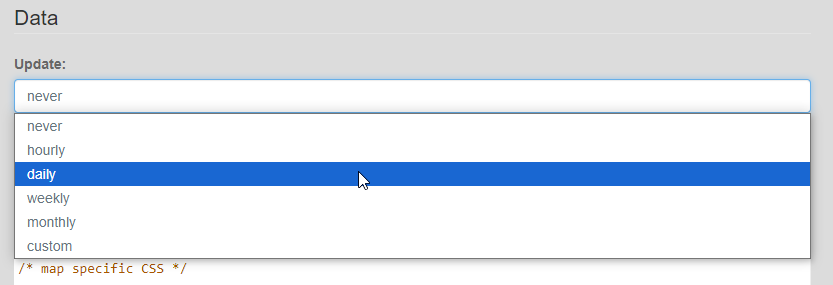 Data
Update:
never
never
hourly
daily
weekly
monthly
custom
/* map specific CSS */